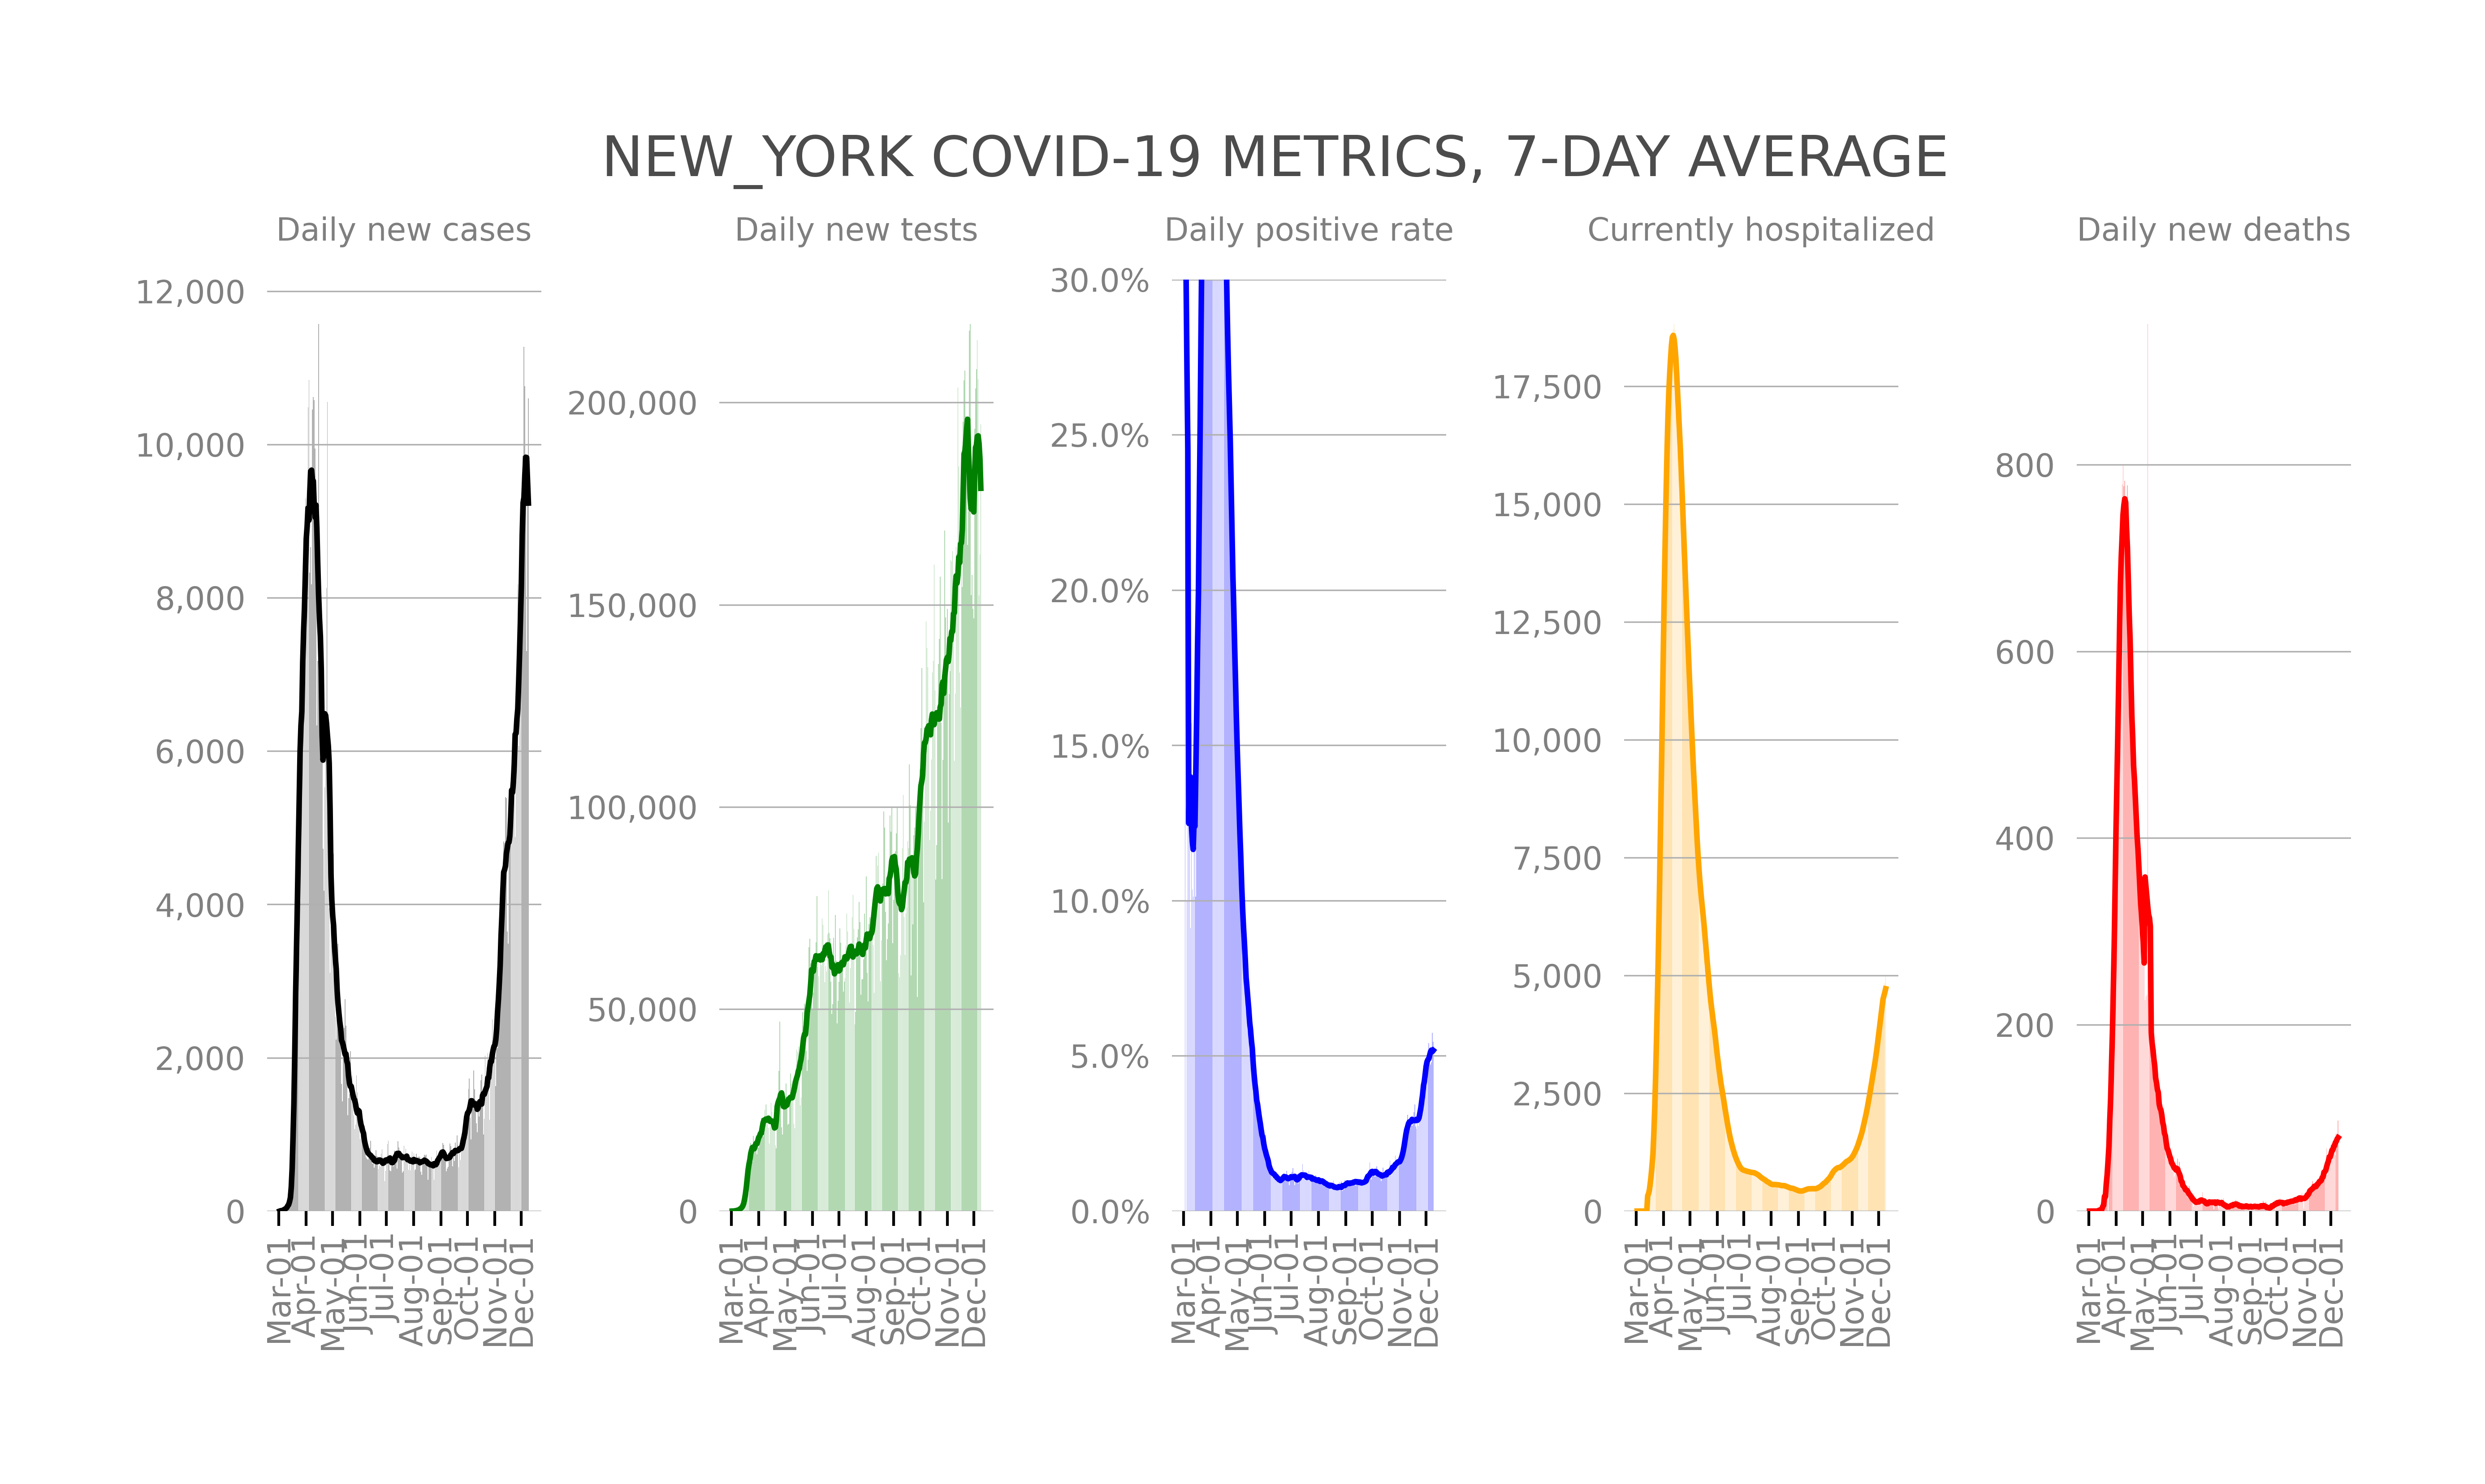 NEW_YORK COVID-19 METRICS, 7-DAY AVERAGE
Daily new cases
12,000
10,000
8,000
6,000
4,000
2,000
0
Mar-01
Apr-01
May-01
Jun-01
Jul-01
Aug-01
Sep-01
Oct-01
Nov-01
Dec-01
Daily new tests
200,000
150,000
100,000
50,000
0
Mar-01
Apr-01
May-01
Jun-01
Jul-01
Aug-01
Sep-01
Oct-01
Nov-01
Dec-01
Daily positive rate
30.0%
25.0%
20.0%
15.0%
10.0%
5.0%
0.0%
Mar-01
Apr-01
May-01
Jun-01
Jul-01
Aug-01
Sep-01
Oct-01
Nov-01
Dec-01
Currently hospitalized
17,500
15,000
12,500
10,000
7,500
5,000
2,500
0
Mar-01
Apr-01
May-01
Jun-01
Jul-01
Aug-01
Sep-01
Oct-01
Nov-01
Dec-01
Daily new deaths
800
600
400
200
0
Mar-01
Apr-01
May-01
Jun-01
Jul-01
Aug-01
Sep-01
Oct-01
Nov-01
Dec-01